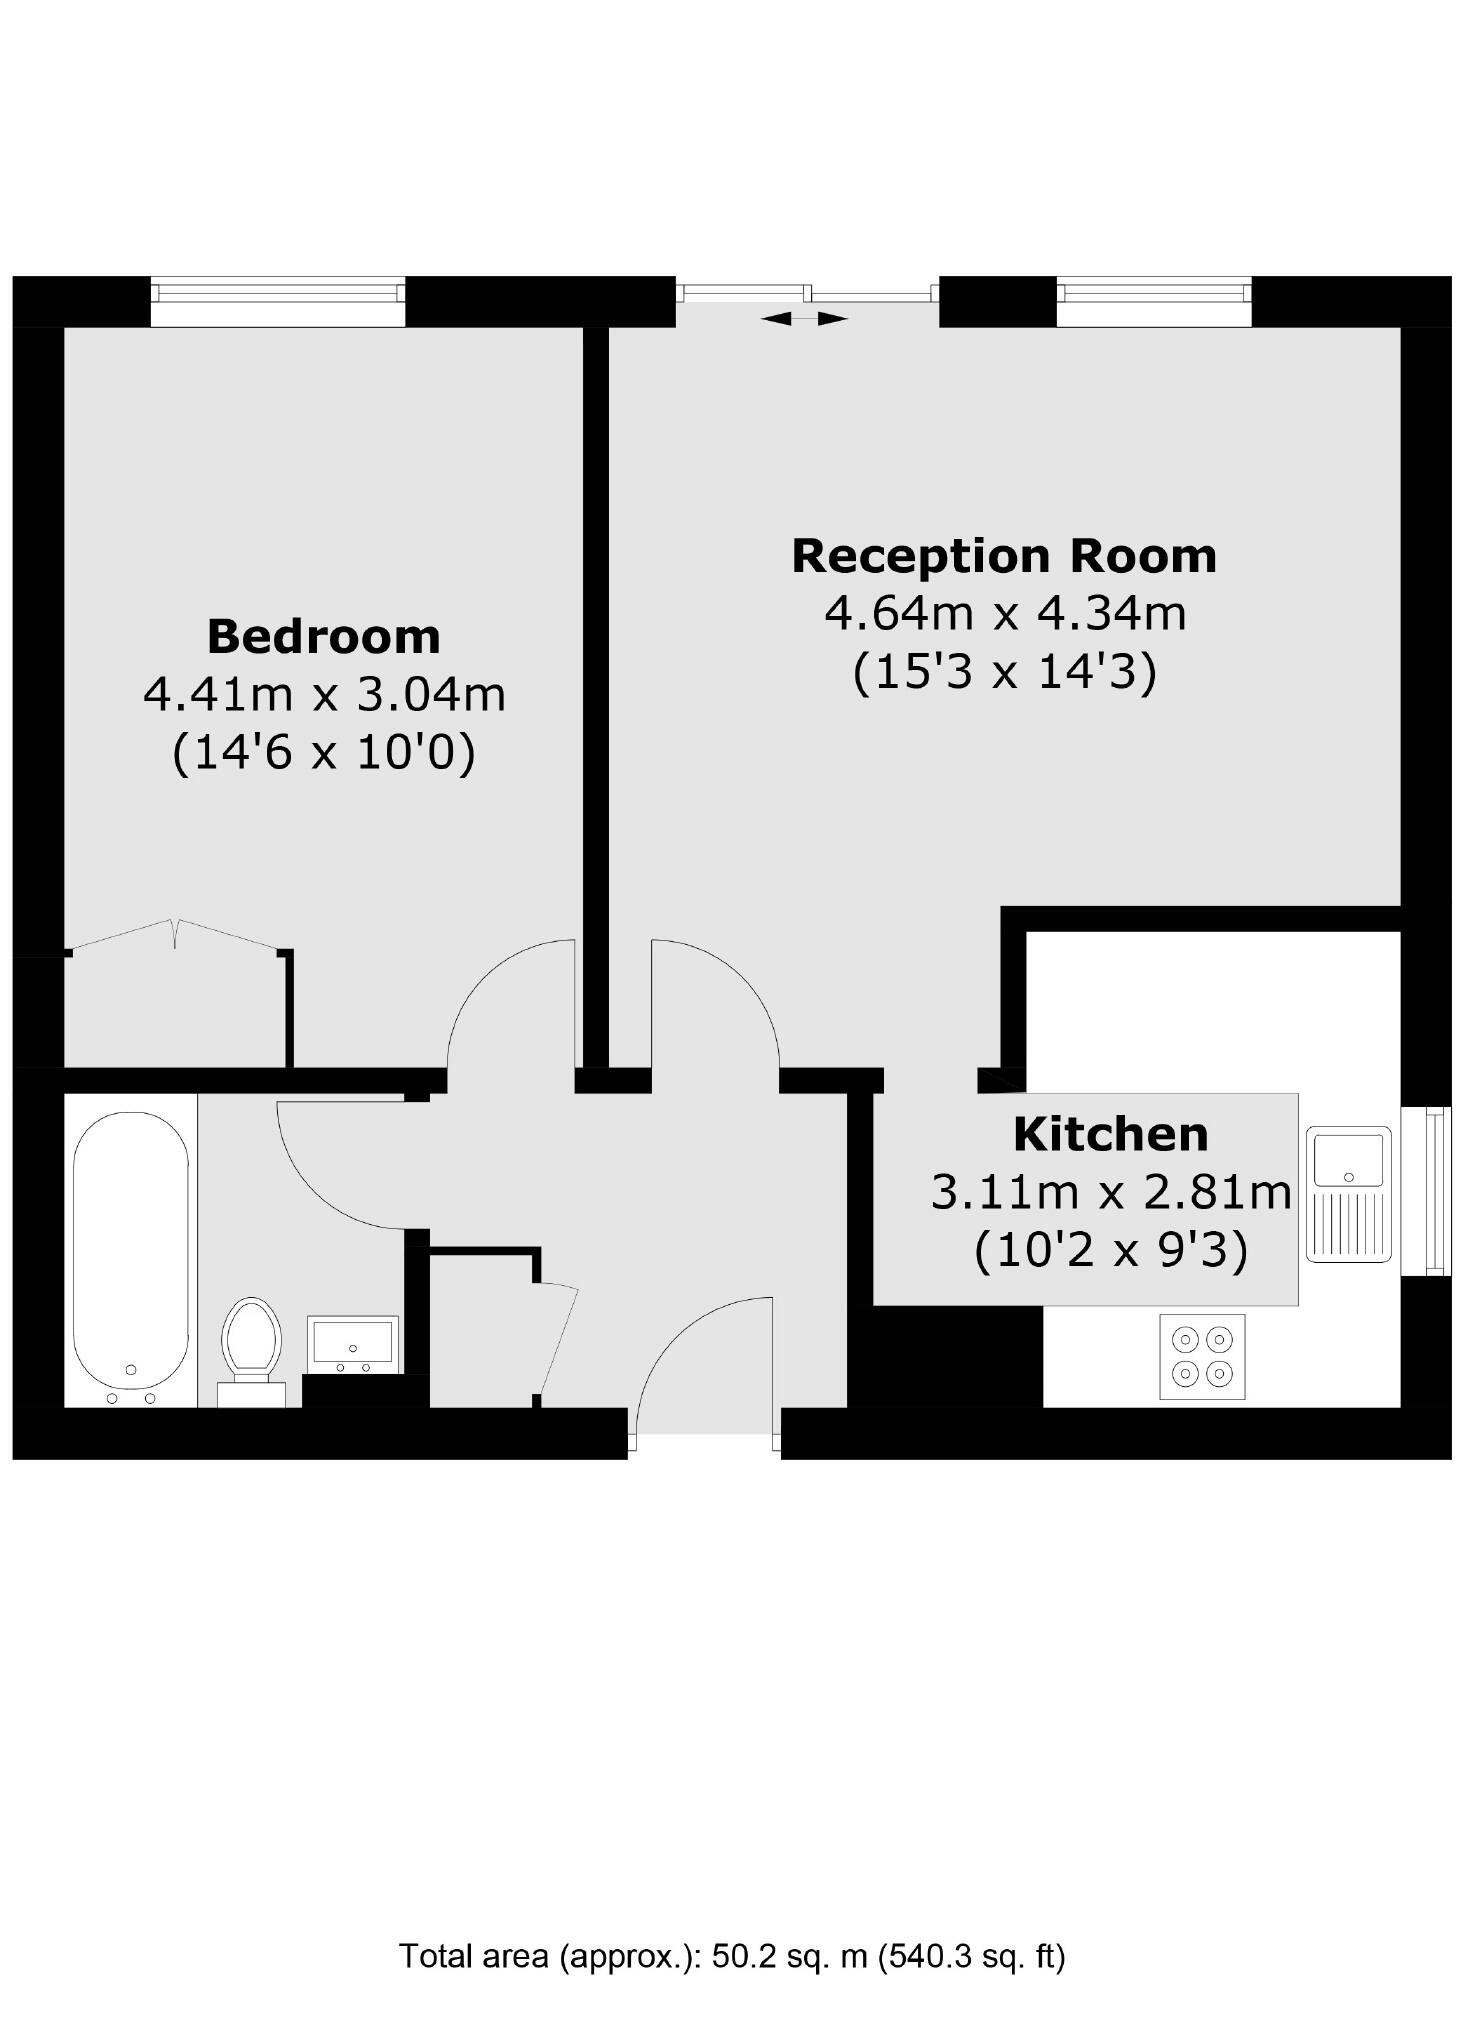 Reception Room
4.64m x 4.34m
(15'3 x 14'3)
Bedroom
4.41m x 3.04m
(14'6 x 10'0)
Kitchen
3.11m x 2.81m
(10'2 x 9'3)
Total area (approx.): 50.2 sq. m (540.3 sq. ft)